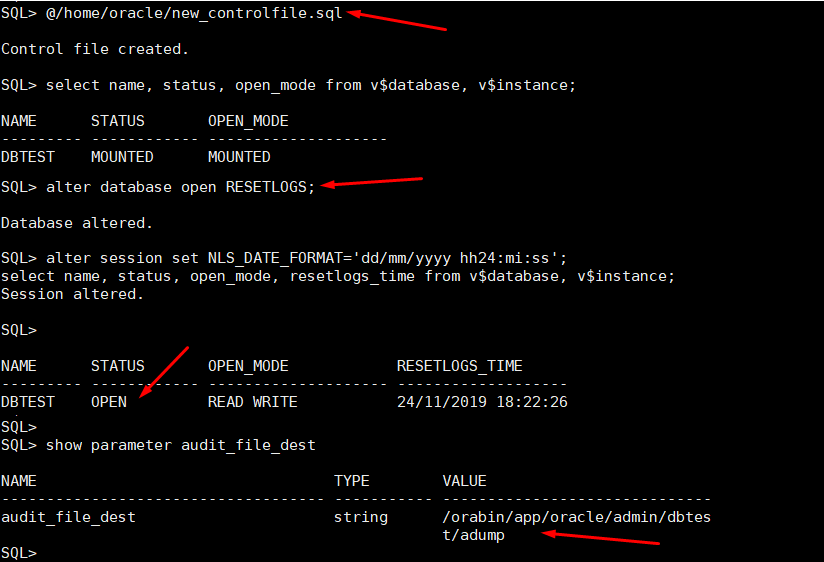 SQL> @/home/oracle/new_controlfile.sql
Control file created.
SQL> select name, status, open_mode from v$database, v$instance;
NAME      STATUS       OPEN_MODE
--------- ------------ --------------------
DBTEST    MOUNTED      MOUNTED
SQL> alter database open RESETLOGS;
Database altered.
SQL> alter session set NLS_DATE_FORMAT='dd/mm/yyyy hh24:mi:ss';
select name, status, open_mode, resetlogs_time from v$database, v$instance;
Session altered.
SQL>
NAME      STATUS       OPEN_MODE            RESETLOGS_TIME
--------- ------------ -------------------- -------------------
DBTEST    OPEN         READ WRITE           24/11/2019 18:22:26
SQL>
SQL> show parameter audit_file_dest
NAME                                 TYPE        VALUE
------------------------------------ ----------- ------------------------------
audit_file_dest                      string      /orabin/app/oracle/admin/dbtes
                                                 t/adump
SQL>